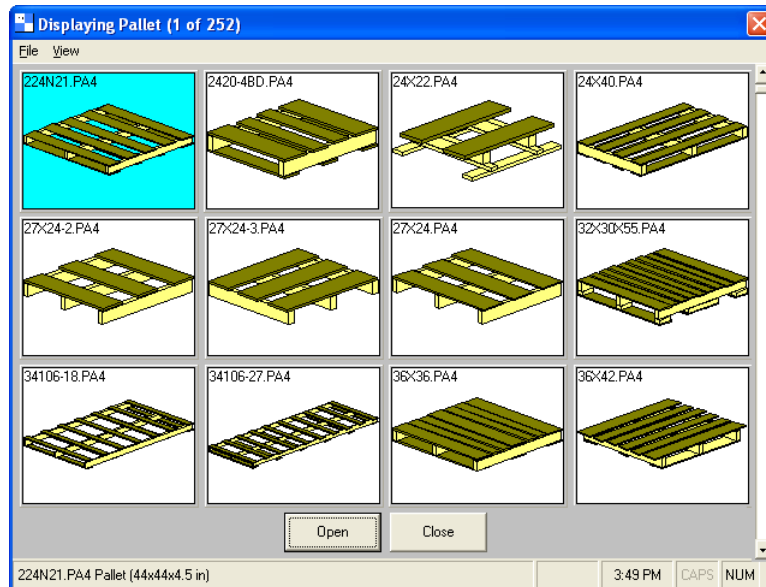 Displaying Pallet (1 of 252)
File View
224N21.PA4 2420-4BD.PA4 24X22.PA4 24X40.PA4
27X24-2.PA4 27X24-3.PA4 27X24.PA4 32X30X55.PA4
34106-18.PA4 34106-27.PA4 36X36.PA4 36X42.PA4
Open Close
224N21.PA4 Pallet (44x44x4.5 in) 3:49 PM CAPS NUM